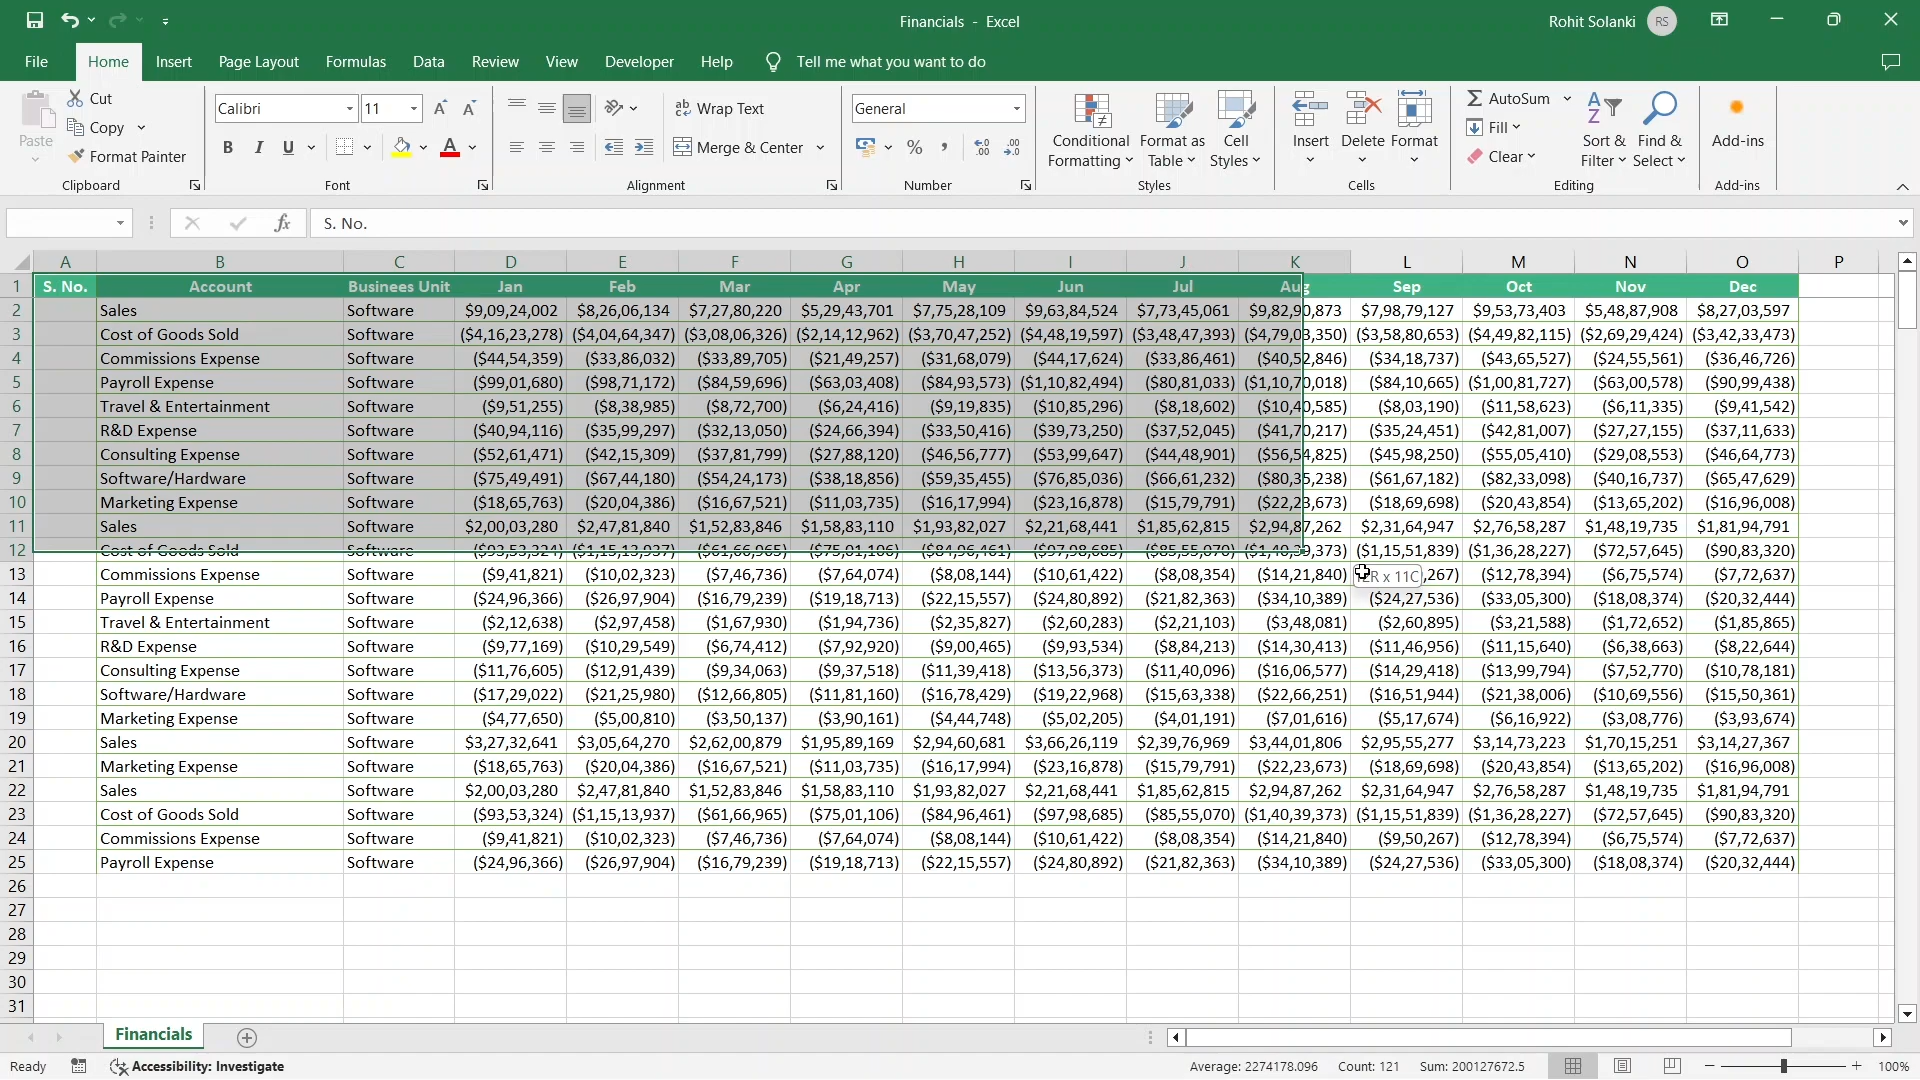 Financials - Excel
Rohit Solanki RS
File Home Insert Page Layout Formulas Data Review View Developer Help Tell me what you want to do
Paste
Cut
Copy
Format Painter
Clipboard
Calibri 11
B I U
Font
Wrap Text
Merge & Center
Alignment
General
Number
Conditional Formatting
Format as Table
Cell Styles
Styles
Insert Delete Format
Cells
AutoSum
Fill
Clear
Sort & Filter
Find & Select
Editing
Add-ins
Add-ins
fx S. No.
A B C D E F G H I J K L M N O P
1 S. No. Account Businees Unit Jan Feb Mar Apr May Jun Jul Aug Sep Oct Nov Dec
2 Sales Software $9,09,24,002 $8,26,06,134 $7,27,80,220 $5,29,43,701 $7,75,28,109 $9,63,84,524 $7,73,45,061 $9,82,90,873 $7,98,79,127 $9,53,73,403 $5,48,87,908 $8,27,03,597
3 Cost of Goods Sold Software ($4,16,23,278) ($4,04,64,347) ($3,08,06,326) ($2,14,12,962) ($3,70,47,252) ($4,48,19,597) ($3,48,47,393) ($4,79,03,350) ($3,58,80,653) ($4,49,82,115) ($2,69,29,424) ($3,42,33,473)
4 Commissions Expense Software ($44,54,359) ($33,86,032) ($33,89,705) ($21,49,257) ($31,68,079) ($44,17,624) ($33,86,461) ($40,52,846) ($34,18,737) ($43,65,527) ($24,55,561) ($36,46,726)
5 Payroll Expense Software ($99,01,680) ($98,71,172) ($84,59,696) ($63,03,408) ($84,93,573) ($1,10,82,494) ($80,81,033) ($1,10,70,018) ($84,10,665) ($1,00,81,727) ($63,00,578) ($90,99,438)
6 Travel & Entertainment Software ($9,51,255) ($8,38,985) ($8,72,700) ($6,24,416) ($9,19,835) ($10,85,296) ($8,18,602) ($10,40,585) ($8,03,190) ($11,58,623) ($6,11,335) ($9,41,542)
7 R&D Expense Software ($40,94,116) ($35,99,297) ($32,13,050) ($24,66,394) ($33,50,416) ($39,73,250) ($37,52,045) ($41,70,217) ($35,24,451) ($42,81,007) ($27,27,155) ($37,11,633)
8 Consulting Expense Software ($52,61,471) ($42,15,309) ($37,81,799) ($27,88,120) ($46,56,777) ($53,99,647) ($44,48,901) ($56,54,825) ($45,98,250) ($55,05,410) ($29,08,553) ($46,64,773)
9 Software/Hardware Software ($75,49,491) ($67,44,180) ($54,24,173) ($38,18,856) ($59,35,455) ($76,85,036) ($66,61,232) ($80,35,238) ($61,67,182) ($82,33,098) ($40,16,737) ($65,47,629)
10 Marketing Expense Software ($18,65,763) ($20,04,386) ($16,67,521) ($11,03,735) ($16,17,994) ($23,16,878) ($15,79,791) ($22,23,673) ($18,69,698) ($20,43,854) ($13,65,202) ($16,96,008)
11 Sales Software $2,00,03,280 $2,47,81,840 $1,52,83,846 $1,58,83,110 $1,93,82,027 $2,21,68,441 $1,85,62,815 $2,94,87,262 $2,31,64,947 $2,76,58,287 $1,48,19,735 $1,81,94,791
12 Cost of Goods Sold Software ($93,53,324) ($1,15,13,937) ($61,66,965) ($75,01,106) ($84,96,461) ($97,98,685) ($85,55,070) ($1,40,39,373) ($1,15,51,839) ($1,36,28,227) ($72,57,645) ($90,83,320)
13 Commissions Expense Software ($9,41,821) ($10,02,323) ($7,46,736) ($7,64,074) ($8,08,144) ($10,61,422) ($8,08,354) ($14,21,840) ,267) ($12,78,394) ($6,75,574) ($7,72,637)
R x 11C
14 Payroll Expense Software ($24,96,366) ($26,97,904) ($16,79,239) ($19,18,713) ($22,15,557) ($24,80,892) ($21,82,363) ($34,10,389) ($24,27,536) ($33,05,300) ($18,08,374) ($20,32,444)
15 Travel & Entertainment Software ($2,12,638) ($2,97,458) ($1,67,930) ($1,94,736) ($2,35,827) ($2,60,283) ($2,21,103) ($3,48,081) ($2,60,895) ($3,21,588) ($1,72,652) ($1,85,865)
16 R&D Expense Software ($9,77,169) ($10,29,549) ($6,74,412) ($7,92,920) ($9,00,465) ($9,93,534) ($8,84,213) ($14,30,413) ($11,46,956) ($11,15,640) ($6,38,663) ($8,22,644)
17 Consulting Expense Software ($11,76,605) ($12,91,439) ($9,34,063) ($9,37,518) ($11,39,418) ($13,56,373) ($11,40,096) ($16,06,577) ($14,29,418) ($13,99,794) ($7,52,770) ($10,78,181)
18 Software/Hardware Software ($17,29,022) ($21,25,980) ($12,66,805) ($11,81,160) ($16,78,429) ($19,22,968) ($15,63,338) ($22,66,251) ($16,51,944) ($21,38,006) ($10,69,556) ($15,50,361)
19 Marketing Expense Software ($4,77,650) ($5,00,810) ($3,50,137) ($3,90,161) ($4,44,748) ($5,02,205) ($4,01,191) ($7,01,616) ($5,17,674) ($6,16,922) ($3,08,776) ($3,93,674)
20 Sales Software $3,27,32,641 $3,05,64,270 $2,62,00,879 $1,95,89,169 $2,94,60,681 $3,66,26,119 $2,39,76,969 $3,44,01,806 $2,95,55,277 $3,14,73,223 $1,70,15,251 $3,14,27,367
21 Marketing Expense Software ($18,65,763) ($20,04,386) ($16,67,521) ($11,03,735) ($16,17,994) ($23,16,878) ($15,79,791) ($22,23,673) ($18,69,698) ($20,43,854) ($13,65,202) ($16,96,008)
22 Sales Software $2,00,03,280 $2,47,81,840 $1,52,83,846 $1,58,83,110 $1,93,82,027 $2,21,68,441 $1,85,62,815 $2,94,87,262 $2,31,64,947 $2,76,58,287 $1,48,19,735 $1,81,94,791
23 Cost of Goods Sold Software ($93,53,324) ($1,15,13,937) ($61,66,965) ($75,01,106) ($84,96,461) ($97,98,685) ($85,55,070) ($1,40,39,373) ($1,15,51,839) ($1,36,28,227) ($72,57,645) ($90,83,320)
24 Commissions Expense Software ($9,41,821) ($10,02,323) ($7,46,736) ($7,64,074) ($8,08,144) ($10,61,422) ($8,08,354) ($14,21,840) ($9,50,267) ($12,78,394) ($6,75,574) ($7,72,637)
25 Payroll Expense Software ($24,96,366) ($26,97,904) ($16,79,239) ($19,18,713) ($22,15,557) ($24,80,892) ($21,82,363) ($34,10,389) ($24,27,536) ($33,05,300) ($18,08,374) ($20,32,444)
26
27
28
29
30
31
Financials
Ready Accessibility: Investigate Average: 2274178.096 Count: 121 Sum: 200127672.5 100%